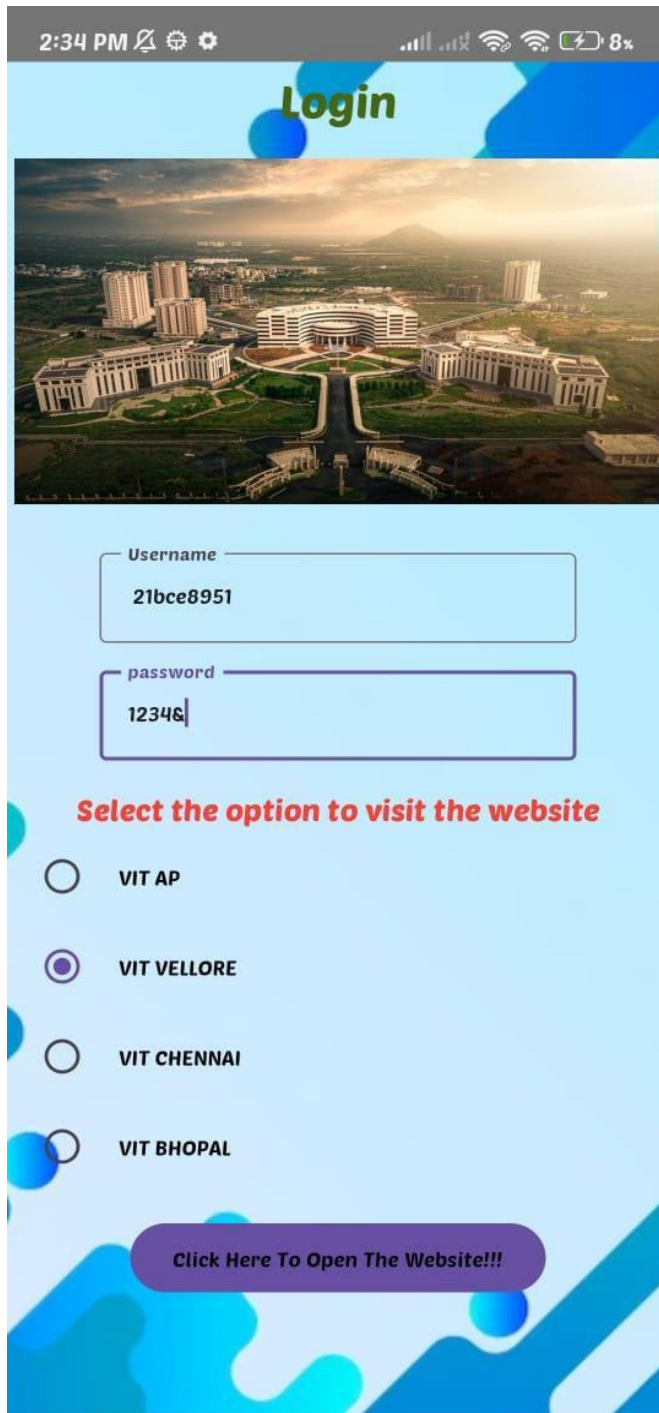 2:34 PM 8%
Login
Username
21bce8951
password
1234&
Select the option to visit the website
VIT AP
VIT VELLORE
VIT CHENNAI
VIT BHOPAL
Click Here To Open The Website!!!